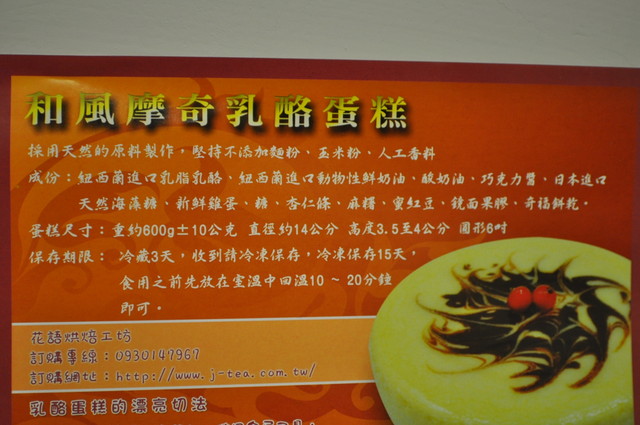 和風摩奇乳酪蛋糕
採用天然的原料製作,堅持不添加麵粉、玉米粉、人工香料
成份:紐西蘭進口乳脂乳酪、紐西蘭進口動物性鮮奶油、酸奶油、巧克力醬、日本進口
天然海藻糖、新鮮雞蛋、糖、杏仁條、麻糬、蜜紅豆、鏡面果膠、奇福餅乾。
蛋糕尺寸:重約600g±10公克 直徑約14公分 高度3.5至4公分 圓形6吋
保存期限: 冷藏3天,收到請冷凍保存,冷凍保存15天,
食用之前先放在室溫中回溫10 ~ 20分鐘
即可。
花語烘焙工坊
訂購專線:0930147967
訂購網址:http://www.j-tea.com.tw/
乳酪蛋糕的漂亮切法